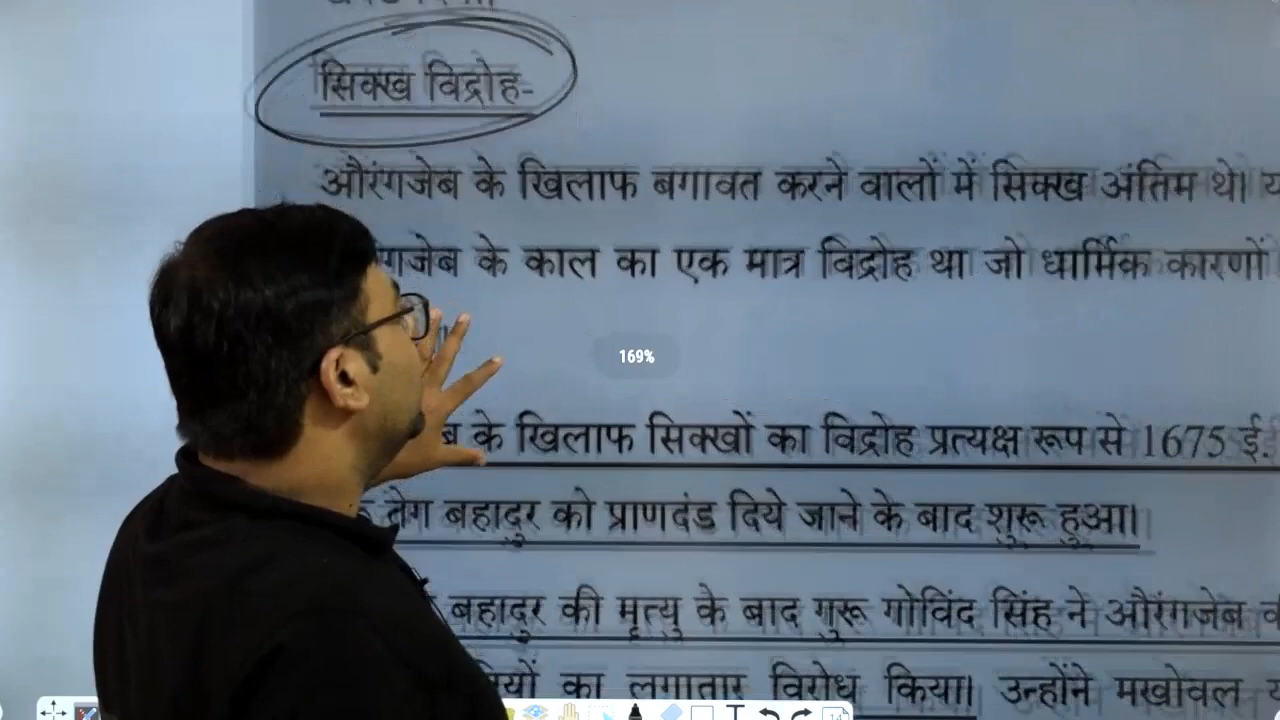 सिक्ख विद्रोह-
औरंगजेब के खिलाफ बगावत करने वालों में सिक्ख अंतिम थे।
के काल का एक मात्र विद्रोह था जो धार्मिक कारणों
169%
के खिलाफ सिक्खों का विद्रोह प्रत्यक्ष रूप से 1675 ई.
तेग बहादुर को प्राणदंड दिये जाने के बाद शुरू हुआ।
बहादुर की मृत्यु के बाद गुरू गोविंद सिंह ने औरंगजेब
का लगातार विरोध किया। उन्होंने मखोवल